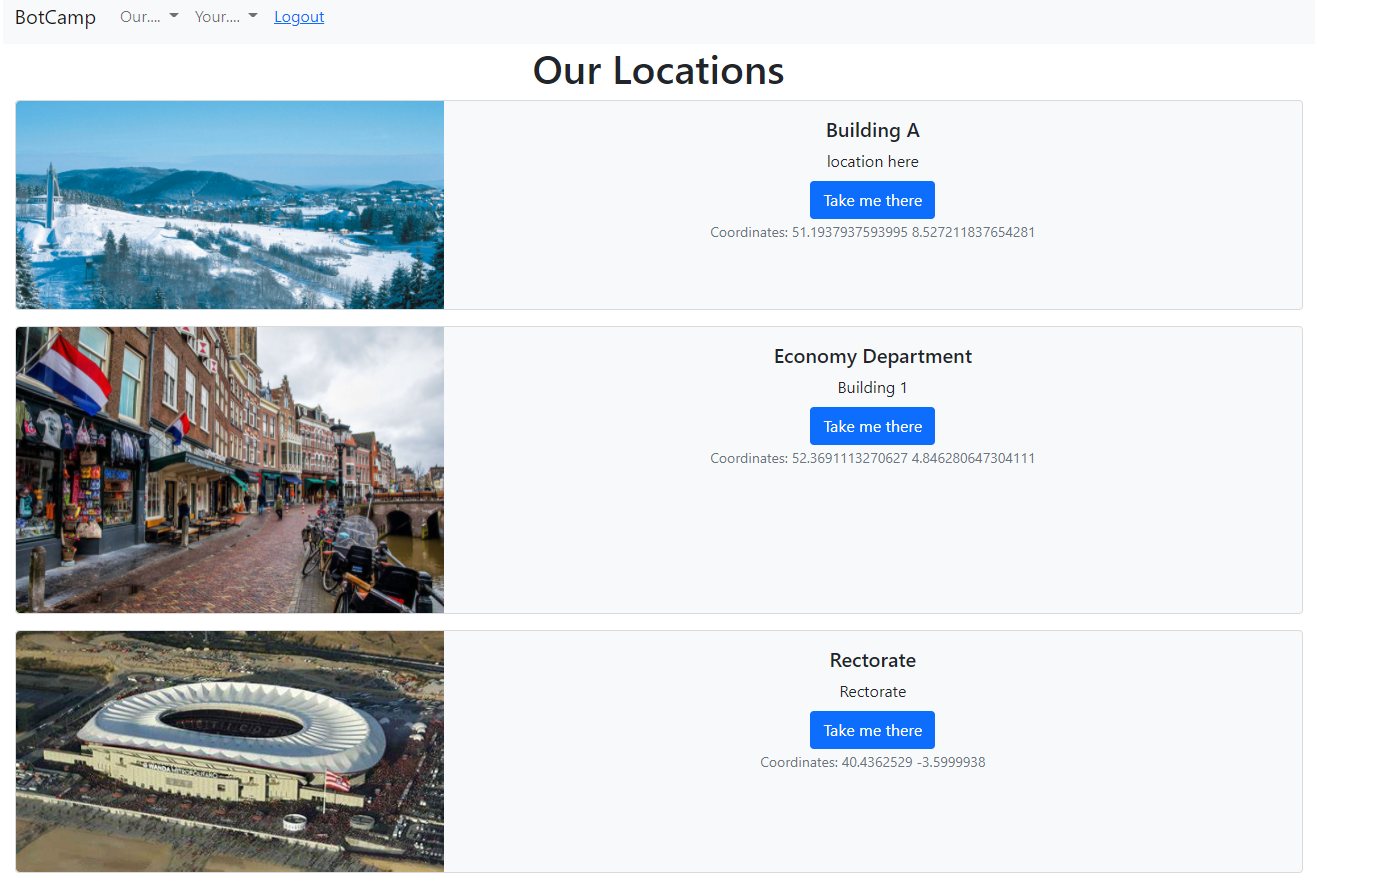 BotCamp Our.... Your.... Logout
Our Locations
Building A
location here
Take me there
Coordinates: 51.1937937593995 8.527211837654281
Economy Department
Building 1
Take me there
Coordinates: 52.3691113270627 4.846280647304111
Rectorate
Rectorate
Take me there
Coordinates: 40.4362529 -3.5999938
WANDA METROPOLITANO